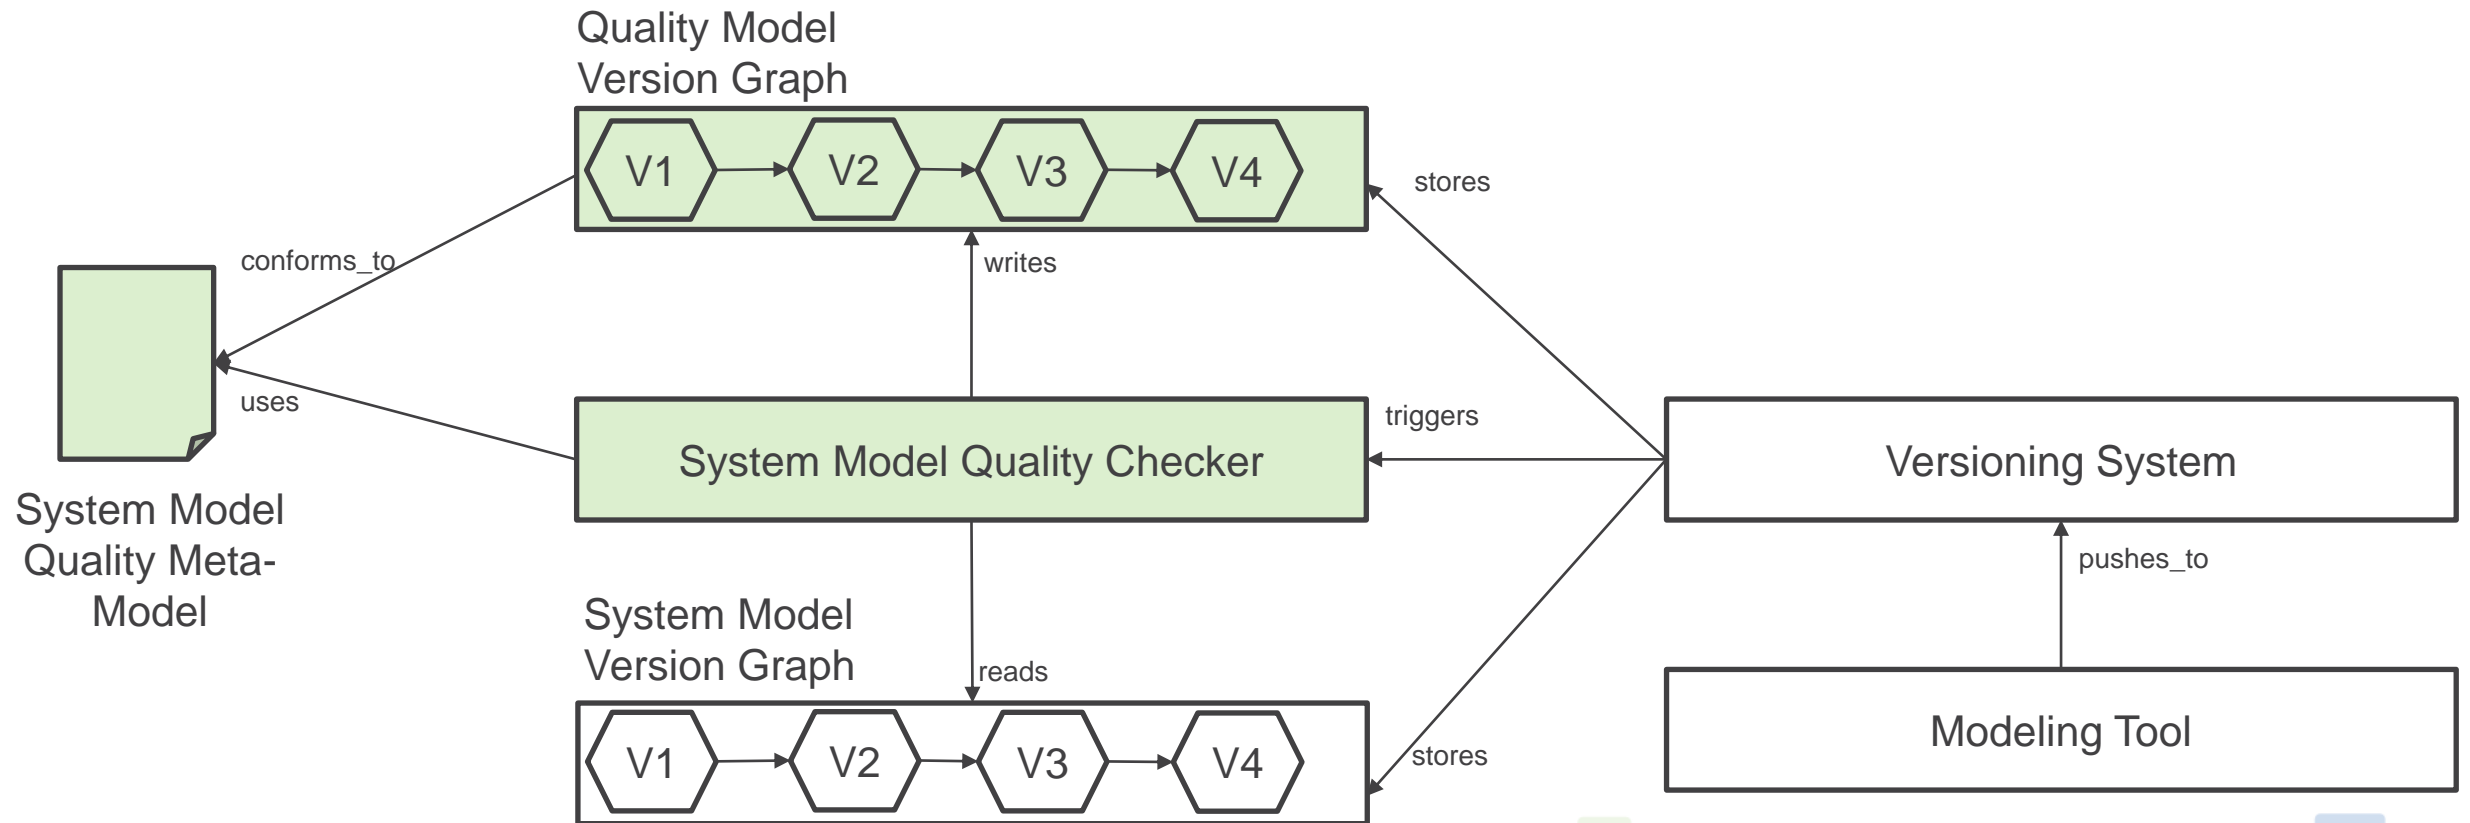 Quality Model
Version Graph
V1
V2
V3
V4
stores
conforms_to
writes
uses
triggers
System Model Quality Checker
Versioning System
System Model
Quality Meta-
Model
pushes_to
System Model
Version Graph
reads
Modeling Tool
V1
V2
V3
V4
stores